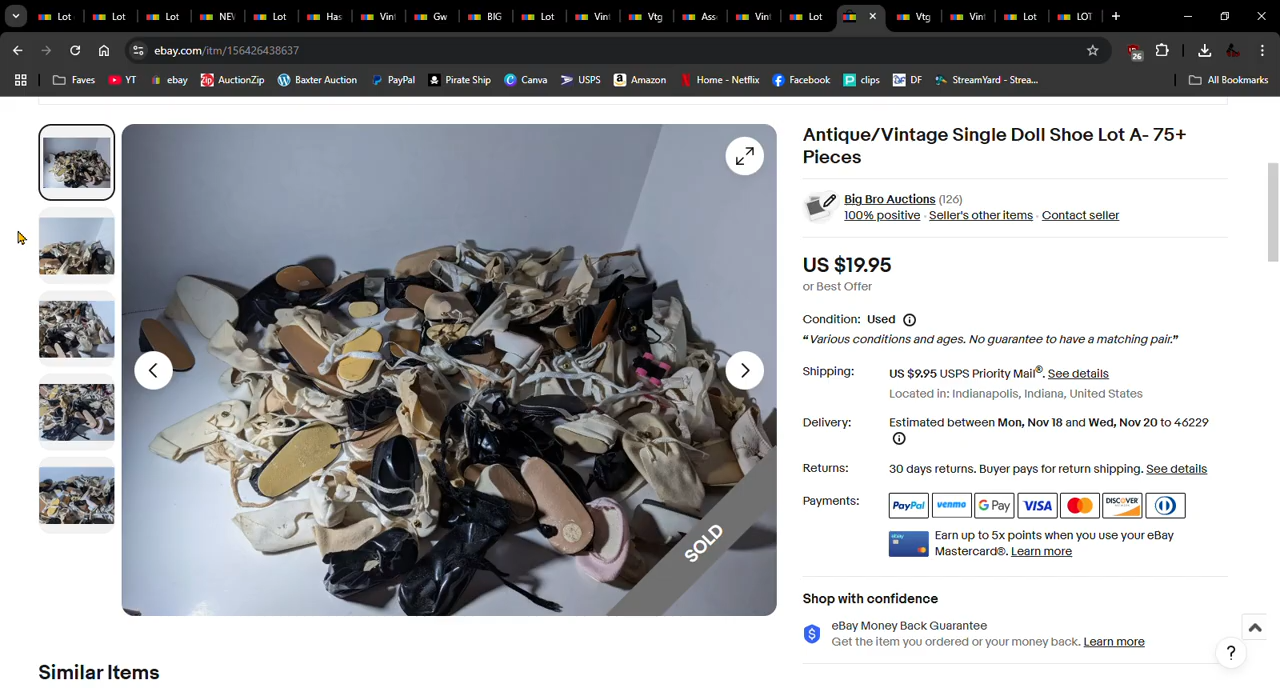 Lot
Lot
Lot
NEV
Lot
Has
Vint
Gw
BIG
Lot
Vint
Vtg
Ass
Vint
Lot
Vtg
Vint
Lot
LOT
ebay.com/itm/156426438637
26
Faves
YT
ebay
AuctionZip
Baxter Auction
PayPal
Pirate Ship
Canva
USPS
Amazon
Home - Netflix
Facebook
clips
DF
StreamYard - Strea...
All Bookmarks
Antique/Vintage Single Doll Shoe Lot A- 75+
Pieces
Big Bro Auctions (126)
100% positive · Seller's other items · Contact seller
US $19.95
or Best Offer
Condition: Used
“Various conditions and ages. No guarantee to have a matching pair.”
Shipping: US $9.95 USPS Priority Mail®. See details
Located in: Indianapolis, Indiana, United States
Delivery: Estimated between Mon, Nov 18 and Wed, Nov 20 to 46229
Returns: 30 days returns. Buyer pays for return shipping. See details
Payments: PayPal venmo G Pay VISA DISCOVER
Earn up to 5x points when you use your eBay
Mastercard®. Learn more
SOLD
Shop with confidence
eBay Money Back Guarantee
Get the item you ordered or your money back. Learn more
Similar Items
?